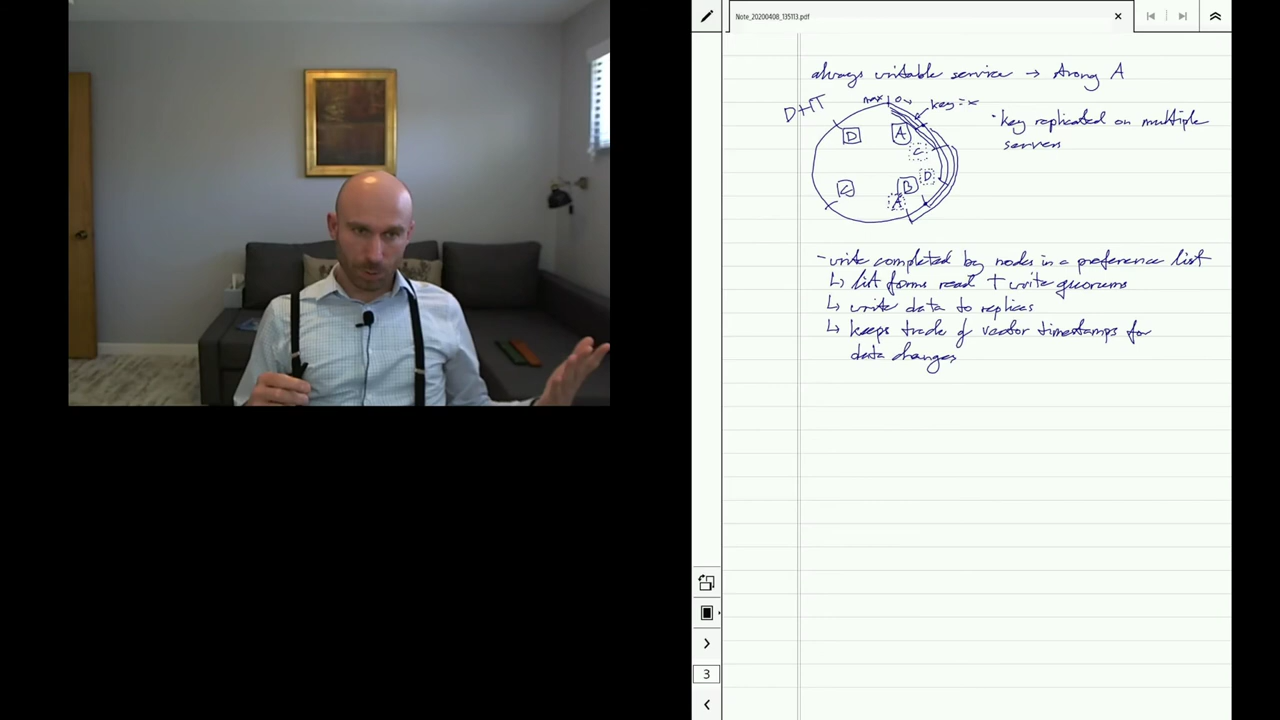 Note_20200408_135113.pdf
always writable service → strong A
DHT
max | 0
key = x
D
A
C
D
C
B
A
· key replicated on multiple
servers
- write completed by nodes in a preference list
↳ list forms read + write quorums
↳ write data to replicas
↳ keeps track of vector timestamps for
data changes
3